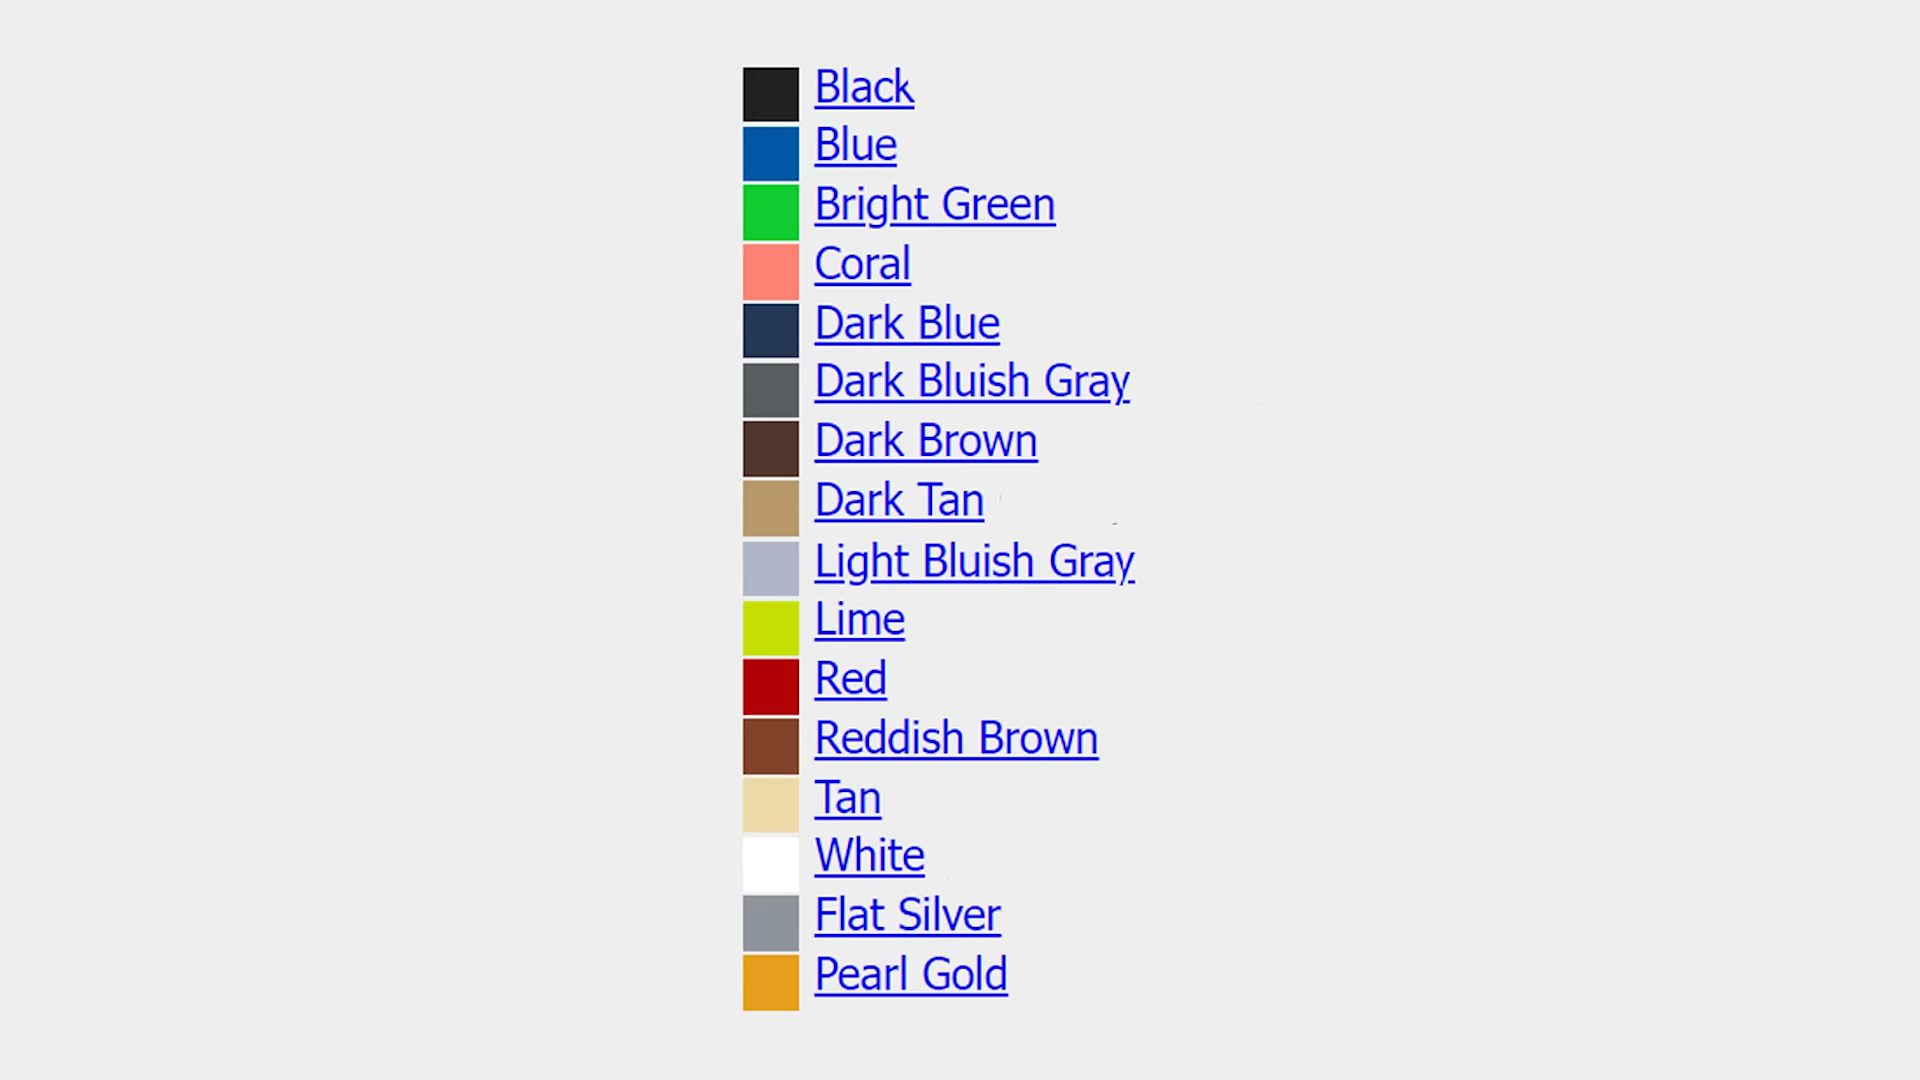 Black
Blue
Bright Green
Coral
Dark Blue
Dark Bluish Gray
Dark Brown
Dark Tan
Light Bluish Gray
Lime
Red
Reddish Brown
Tan
White
Flat Silver
Pearl Gold